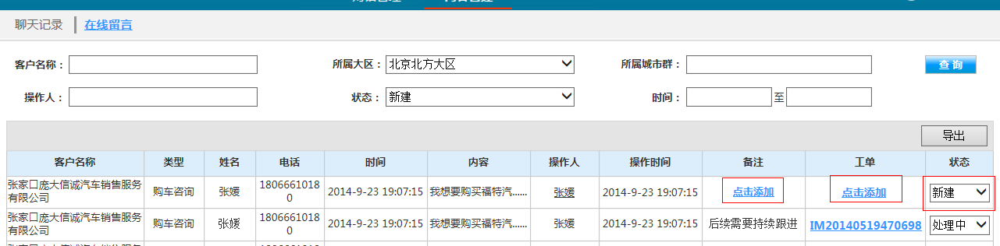 聊天记录 在线留言
客户名称： 所属大区： 北京北方大区 所属城市群： 查 询
操作人： 状态： 新建 时间： 至
导出
客户名称 类型 姓名 电话 时间 内容 操作人 操作时间 备注 工单 状态
张家口庞大信诚汽车销售服务有限公司 购车咨询 张媛 18066610180 2014-9-23 19:07:15 我想要购买福特汽...... 张媛 2014-9-23 19:07:15 点击添加 点击添加 新建
张家口庞大信诚汽车销售服务有限公司 购车咨询 张媛 18066610180 2014-9-23 19:07:15 我想要购买福特汽...... 张媛 2014-9-23 19:07:15 后续需要持续跟进 IM20140519470698 处理中